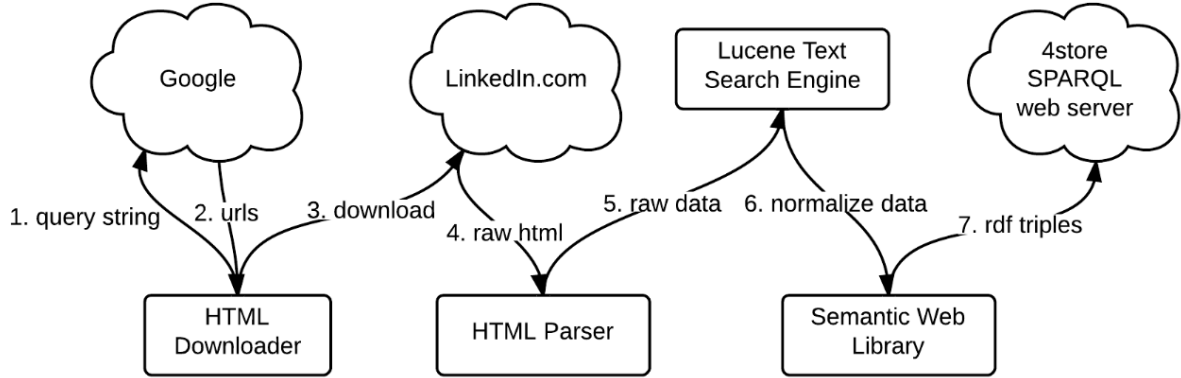 Google
LinkedIn.com
Lucene Text
Search Engine
4store
SPARQL
web server
1. query string
2. urls
3. download
4. raw html
5. raw data
6. normalize data
7. rdf triples
HTML
Downloader
HTML Parser
Semantic Web
Library